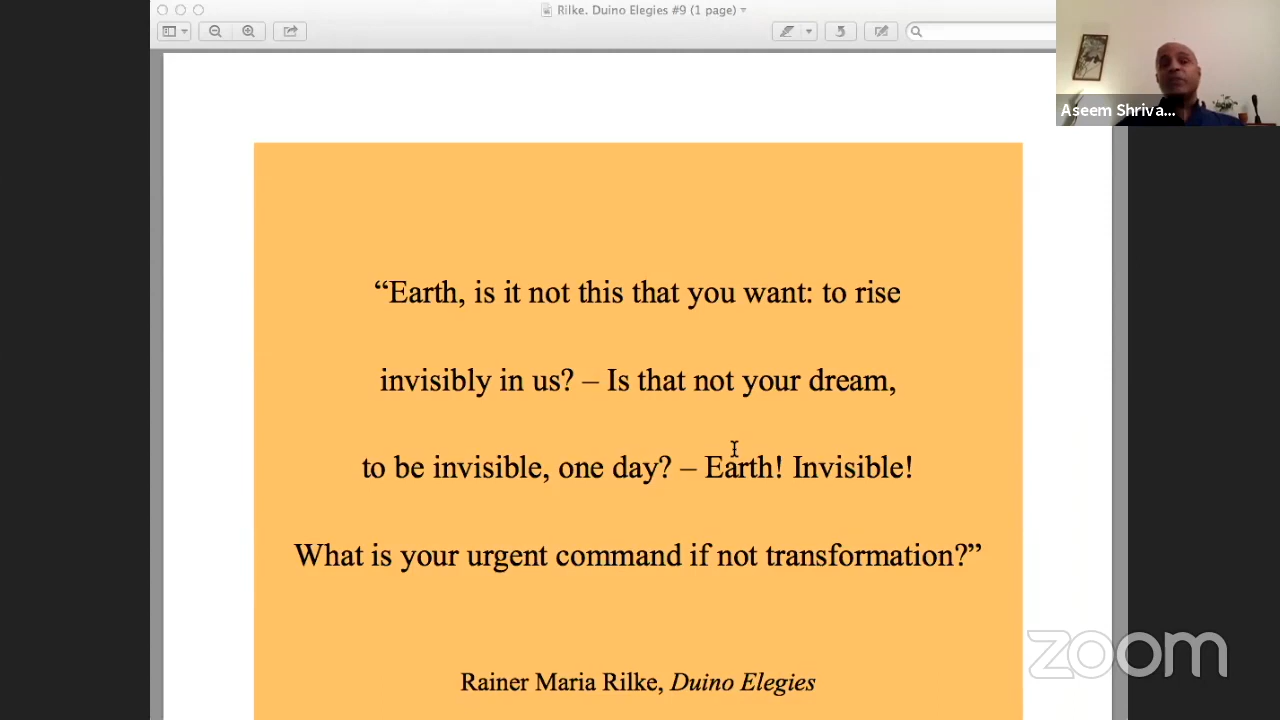 Rilke. Duino Elegies #9 (1 page)
Aseem Shriva...
“Earth, is it not this that you want: to rise
invisibly in us? – Is that not your dream,
to be invisible, one day? – Earth! Invisible!
What is your urgent command if not transformation?”
Rainer Maria Rilke, Duino Elegies
zoom